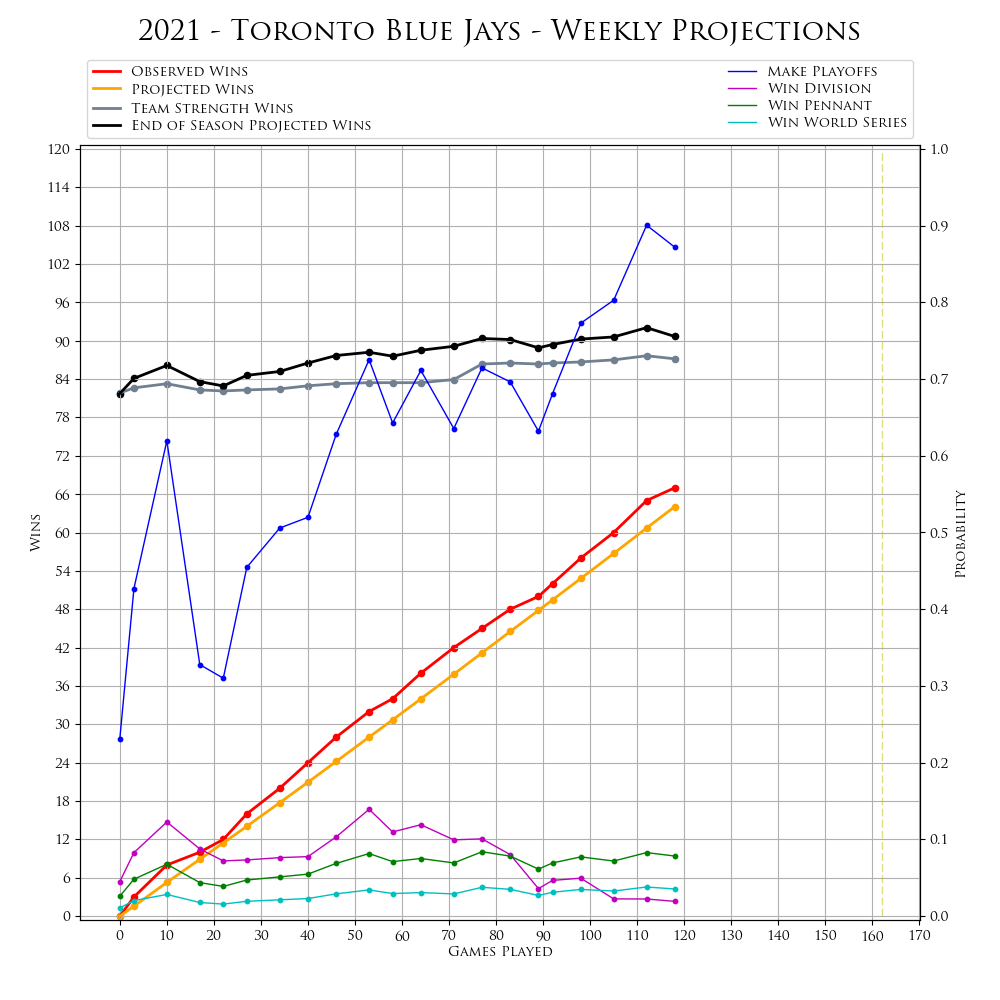 2021 - Toronto Blue Jays - Weekly Projections
Observed Wins
Projected Wins
Team Strength Wins
End of Season Projected Wins
Make Playoffs
Win Division
Win Pennant
Win World Series
120
114
108
102
96
90
84
78
72
66
60
54
48
42
36
30
24
18
12
6
0
Wins
1.0
0.9
0.8
0.7
0.6
0.5
0.4
0.3
0.2
0.1
0.0
Probability
0 10 20 30 40 50 60 70 80 90 100 110 120 130 140 150 160 170
Games Played